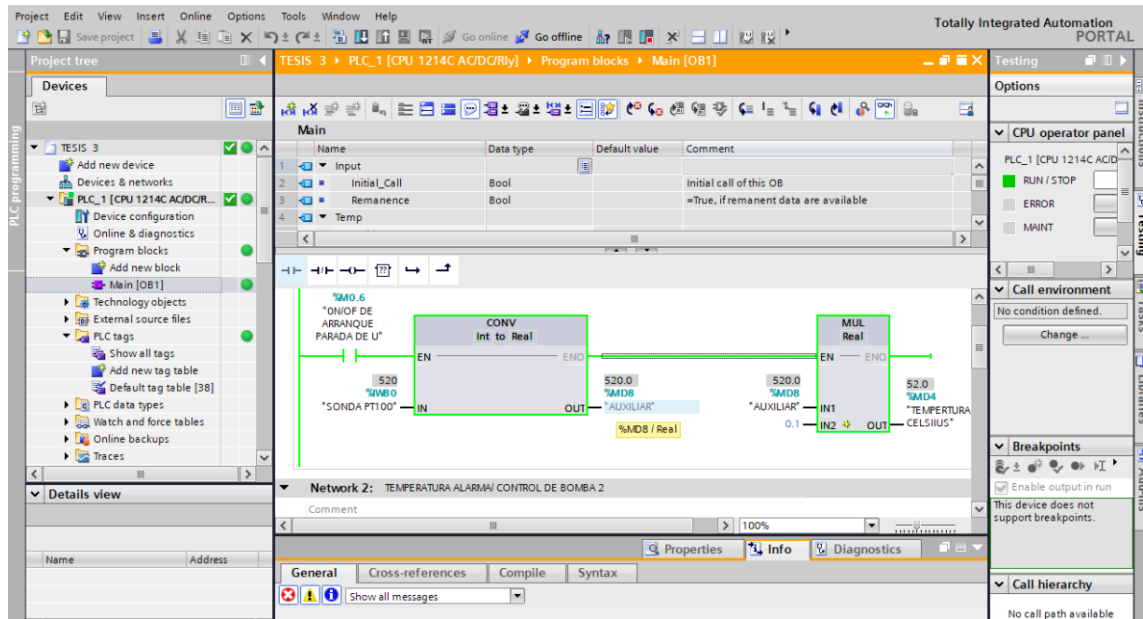 Project Edit View Insert Online Options Tools Window Help
Totally Integrated Automation
PORTAL
Save project
Go online
Go offline
Project tree
TESIS 3 PLC_1 [CPU 1214C AC/DC/Rly] Program blocks Main [OB1]
Testing
Devices
Options
PLC programming
TESIS 3
Add new device
Devices & networks
PLC_1 [CPU 1214C AC/DC/R...
Device configuration
Online & diagnostics
Program blocks
Add new block
Main [OB1]
Technology objects
External source files
PLC tags
Show all tags
Add new tag table
Default tag table [38]
PLC data types
Watch and force tables
Online backups
Traces
Details view
Name Address
Main
Name Data type Default value Comment
1 Input
2 Initial_Call Bool Initial call of this OB
3 Remanence Bool =True, if remanent data are available
4 Temp
%M0.6
"ON/OF DE
ARRANQUE
PARADA DE U"
CONV
Int to Real
EN ENO
520
%IW80
"SONDA PT100" IN
520.0
%MD8
OUT "AUXILIAR"
%MD8 / Real
MUL
Real
EN ENO
520.0
%MD8
"AUXILIAR" IN1
0.1 IN2 OUT
52.0
%MD4
"TEMPERTURA
CELSIIUS"
Network 2: TEMPERATURA ALARMA/ CONTROL DE BOMBA 2
Comment
100%
Properties Info Diagnostics
General Cross-references Compile Syntax
Show all messages
CPU operator panel
PLC_1 [CPU 1214C AC/D
RUN / STOP
ERROR
MAINT
Call environment
No condition defined.
Change ...
Breakpoints
Enable output in run
This device does not
support breakpoints.
Call hierarchy
No call path available
Instructions
Testing
Tasks
Libraries
Add-ins